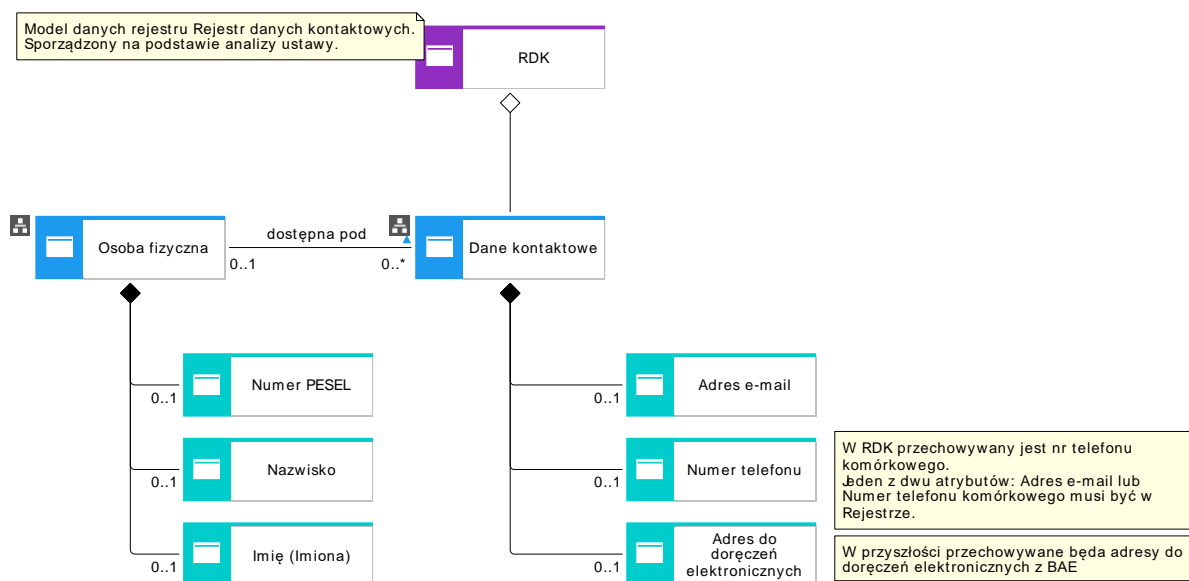 Model danych rejestru Rejestr danych kontaktowych.
Sporządzony na podstawie analizy ustawy.
RDK
Osoba fizyczna
dostępna pod
0..1
0..*
Dane kontaktowe
Numer PESEL
0..1
Nazwisko
0..1
Imię (Imiona)
0..1
Adres e-mail
0..1
Numer telefonu
0..1
Adres do
doręczeń
elektronicznych
0..1
W RDK przechowywany jest nr telefonu
komórkowego.
Jeden z dwu atrybutów: Adres e-mail lub
Numer telefonu komórkowego musi być w
Rejestrze.
W przyszłości przechowywane będa adresy do
doręczeń elektronicznych z BAE